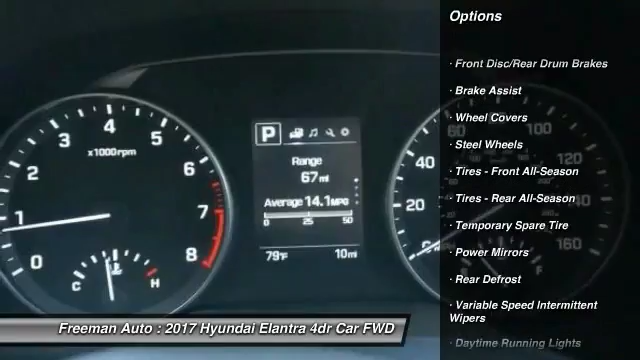 Options
· Front Disc/Rear Drum Brakes
· Brake Assist
· Wheel Covers
· Steel Wheels
· Tires - Front All-Season
· Tires - Rear All-Season
· Temporary Spare Tire
· Power Mirrors
· Rear Defrost
· Variable Speed Intermittent
Wipers
· Daytime Running Lights
0
1
2
3
4
5
6
7
8
x1000rpm
C
H
P
Range
67 mi
Average 14.1 MPG
0 25 50
79°F 10 mi
0
20
40
60
100
120
140
160
F
Freeman Auto : 2017 Hyundai Elantra 4dr Car FWD